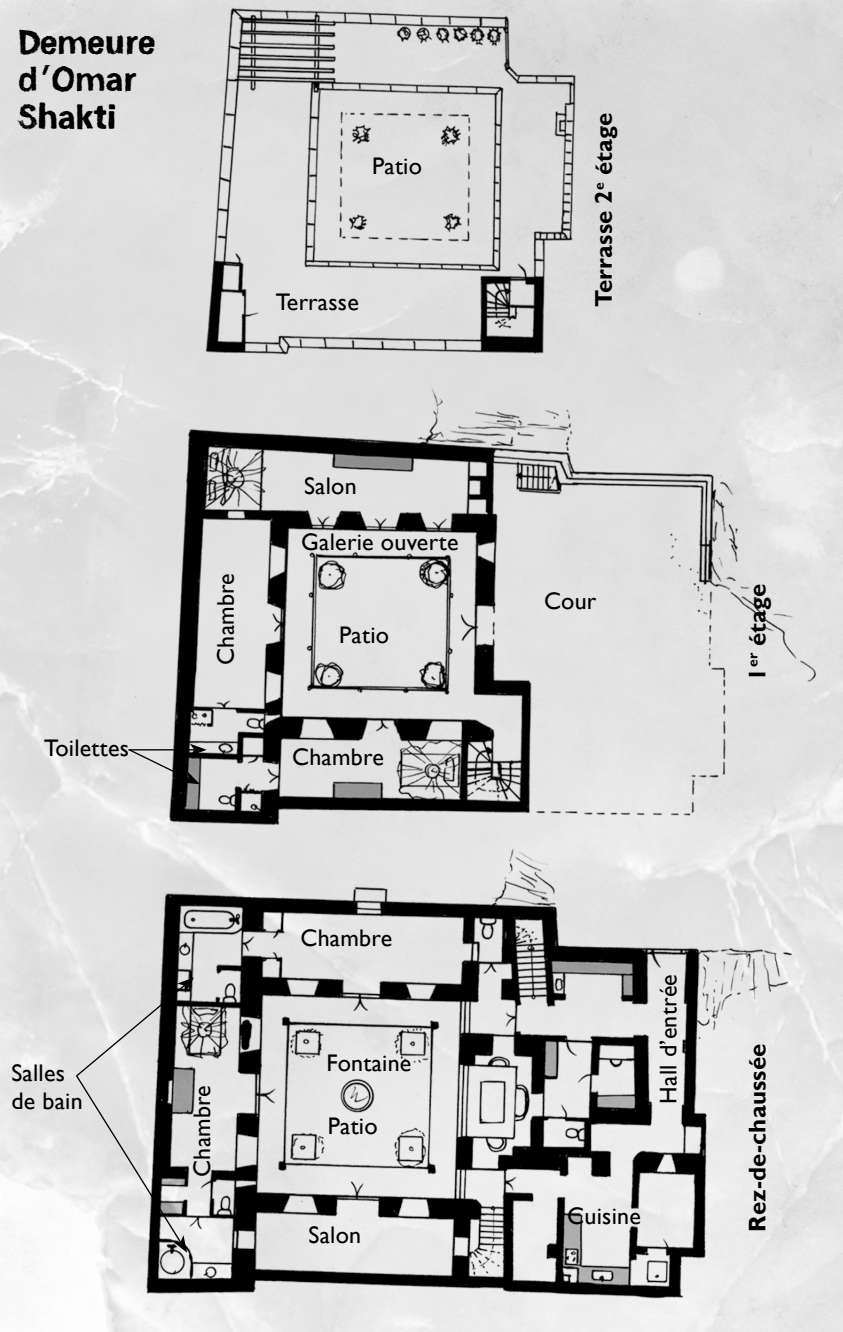 Demeure
d'Omar
Shakti
Patio
Terrasse
Terrasse 2e étage
Salon
Galerie ouverte
Chambre
Patio
Cour
Toilettes
Chambre
1er étage
Chambre
Fontaine
Patio
Hall d'entrée
Salles
de bain
Chambre
Salon
Cuisine
Rez-de-chaussée